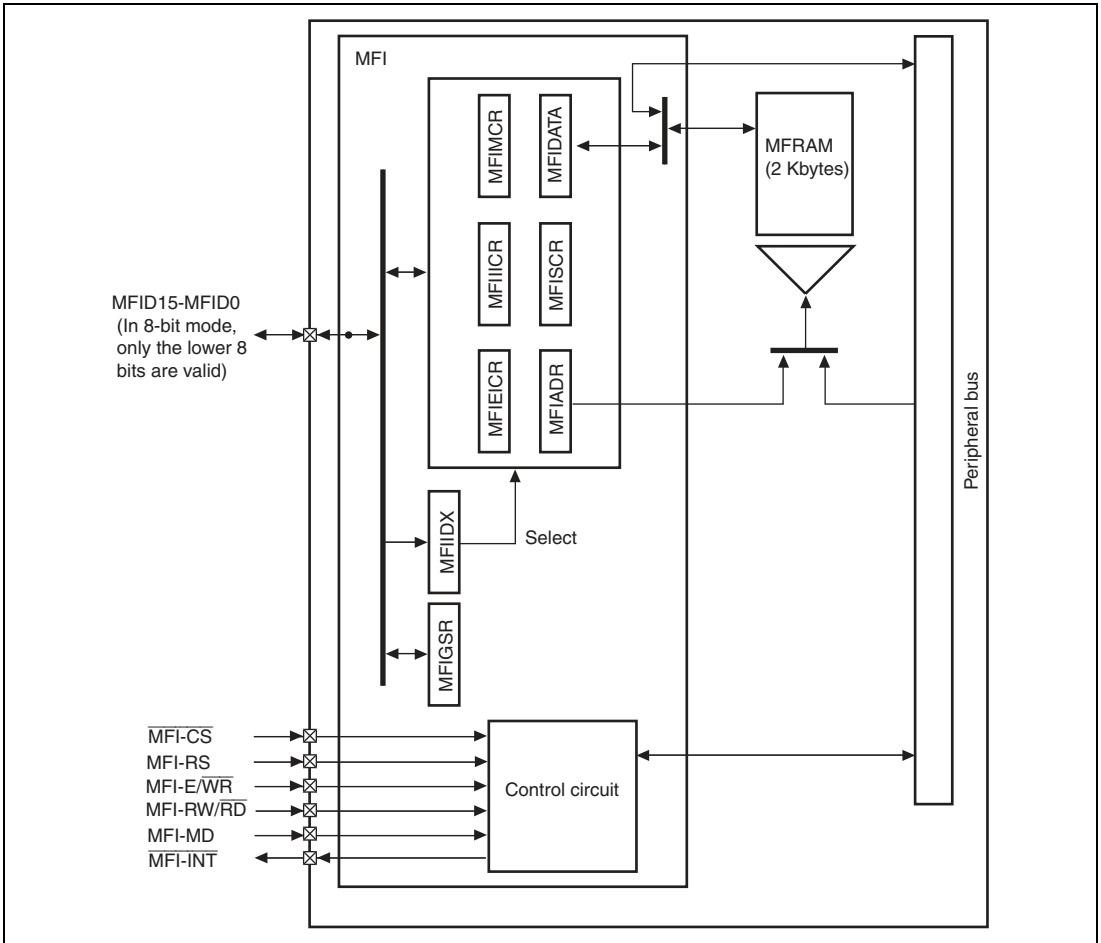 MFI
MFIMCR
MFIDATA
MFRAM
(2 Kbytes)
MFIIICR
MFISCR
MFID15-MFID0
(In 8-bit mode,
only the lower 8
bits are valid)
MFIEICR
MFIADR
Peripheral bus
MFIIDX
Select
MFIGSR
MFI-CS
MFI-RS
MFI-E/WR
MFI-RW/RD
MFI-MD
MFI-INT
Control circuit